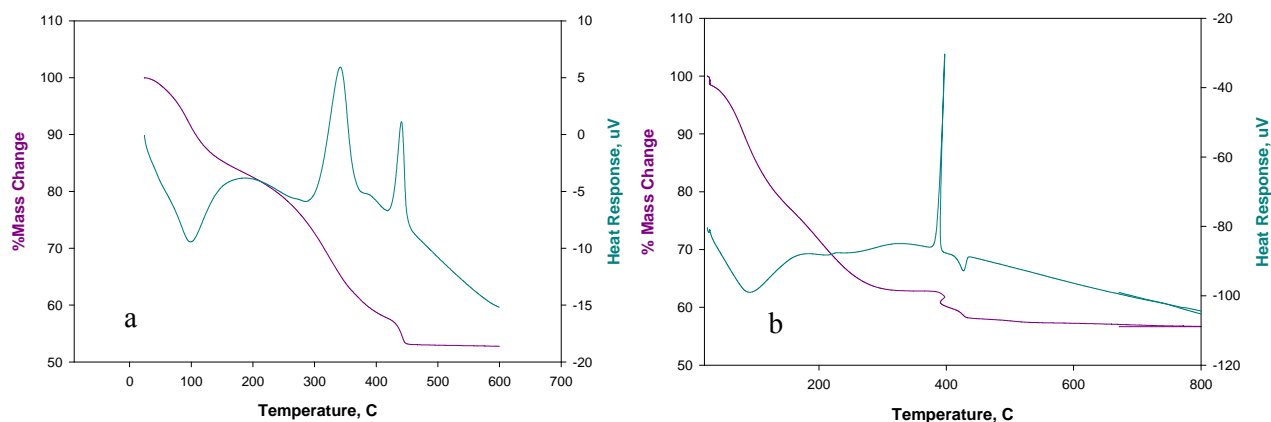 110
100
90
80
70
60
50
%Mass Change
a
10
5
0
-5
-10
-15
-20
Heat Response, uV
0 100 200 300 400 500 600 700
Temperature, C
110
100
90
80
70
60
50
% Mass Change
b
-20
-40
-60
-80
-100
-120
Heat Response, uV
200 400 600 800
Temperature, C